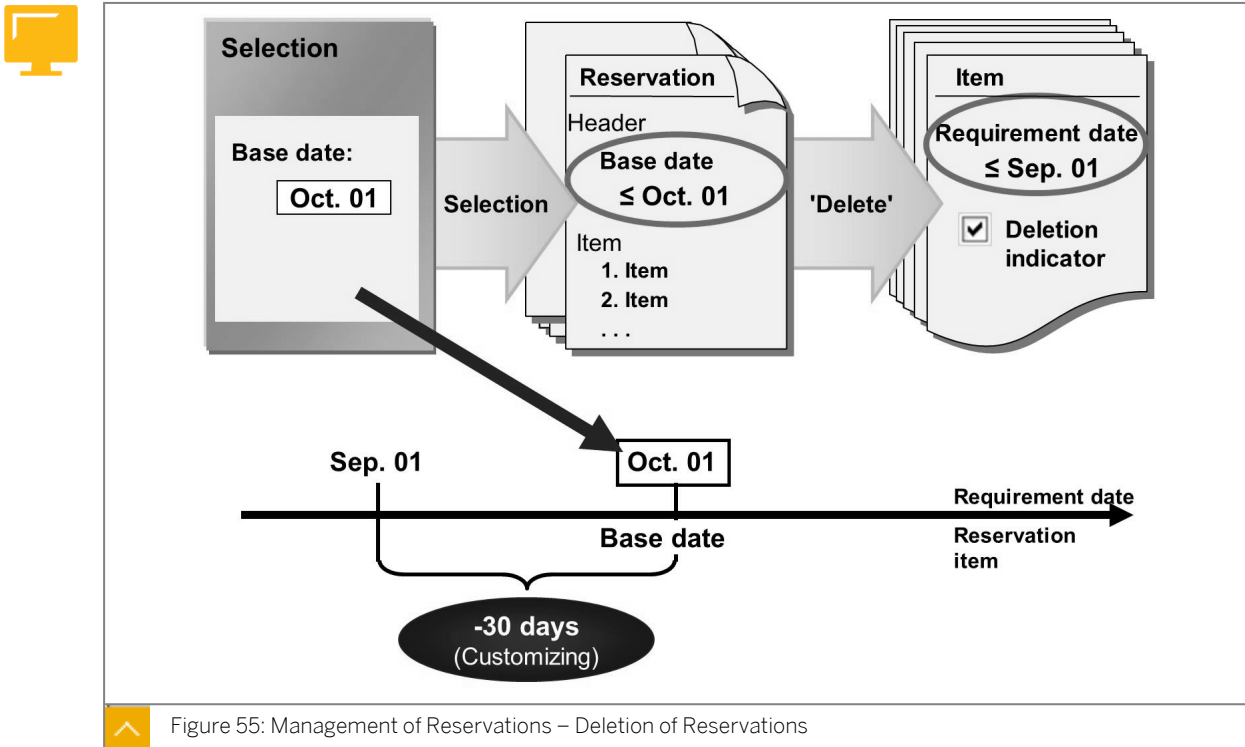 Selection
Base date:
Oct. 01
Selection
Reservation
Header
Base date
≤ Oct. 01
Item
1. Item
2. Item
. . .
'Delete'
Item
Requirement date
≤ Sep. 01
Deletion
indicator
Sep. 01
Oct. 01
Base date
Requirement date
Reservation
item
-30 days
(Customizing)
Figure 55: Management of Reservations – Deletion of Reservations